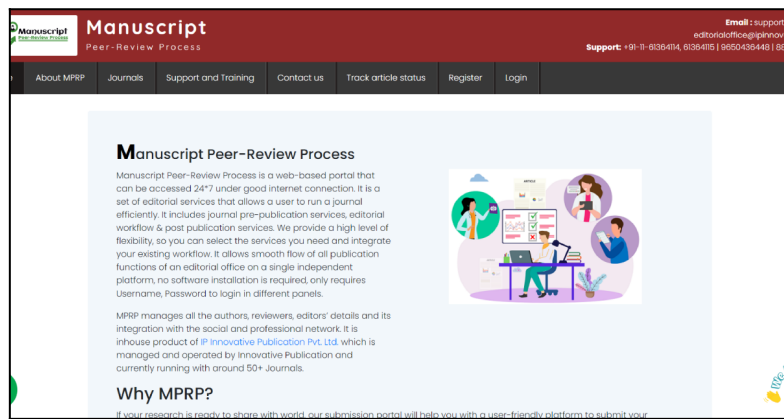 Manuscript
Peer-Review Process
Manuscript
Peer-Review Process
Email : support
editorialoffice@ipinnov
Support: +91-11-61364114, 61364115 | 9650436448 | 88
About MPRP Journals Support and Training Contact us Track article status Register Login
Manuscript Peer-Review Process
Manuscript Peer-Review Process is a web-based portal that
can be accessed 24*7 under good internet connection. It is a
set of editorial services that allows a user to run a journal
efficiently. It includes journal pre-publication services, editorial
workflow & post publication services. We provide a high level of
flexibility, so you can select the services you need and integrate
your existing workflow. It allows smooth flow of all publication
functions of an editorial office on a single independent
platform, no software installation is required, only requires
Username, Password to login in different panels.
ARTICLE
MPRP manages all the authors, reviewers, editors' details and its
integration with the social and professional network. It is
inhouse product of IP Innovative Publication Pvt. Ltd. which is
managed and operated by Innovative Publication and
currently running with around 50+ Journals.
Why MPRP?
If your research is ready to share with world, our submission portal will help you with a user-friendly platform to submit your
We